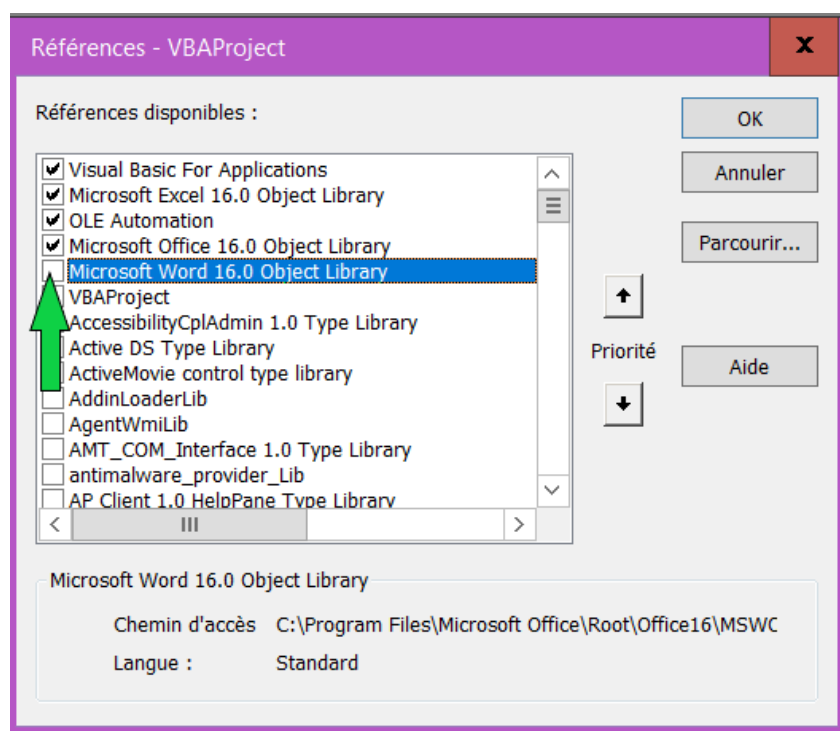 Références - VBAProject
x
Références disponibles :
OK
Visual Basic For Applications
Annuler
Microsoft Excel 16.0 Object Library
OLE Automation
Microsoft Office 16.0 Object Library
Parcourir...
Microsoft Word 16.0 Object Library
VBAProject
AccessibilityCplAdmin 1.0 Type Library
Active DS Type Library
Priorité
ActiveMovie control type library
Aide
AddinLoaderLib
AgentWmiLib
AMT_COM_Interface 1.0 Type Library
antimalware_provider_Lib
AP Client 1.0 HelpPane Type Library
Microsoft Word 16.0 Object Library
Chemin d'accès C:\Program Files\Microsoft Office\Root\Office16\MSWC
Langue : Standard